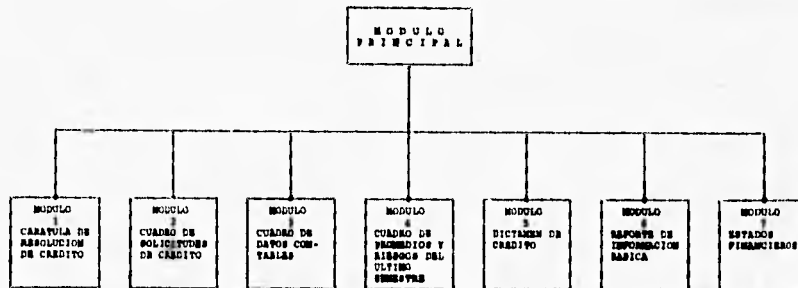 MODULO
PRINCIPAL
MODULO
1
CARATULA DE
RESOLUCION
DE CREDITO
MODULO
2
CUADRO DE
SOLICITUDES
DE CREDITO
MODULO
3
CUADRO DE
DATOS CON-
TABLES
MODULO
4
CUADRO DE
PROMEDIOS Y
RIESGOS DEL
ULTIMO
SEMESTRE
MODULO
5
DICTAMEN DE
CREDITO
MODULO
6
REPORTE DE
INFORMACION
BASICA
MODULO
7
ESTADOS
FINANCIEROS